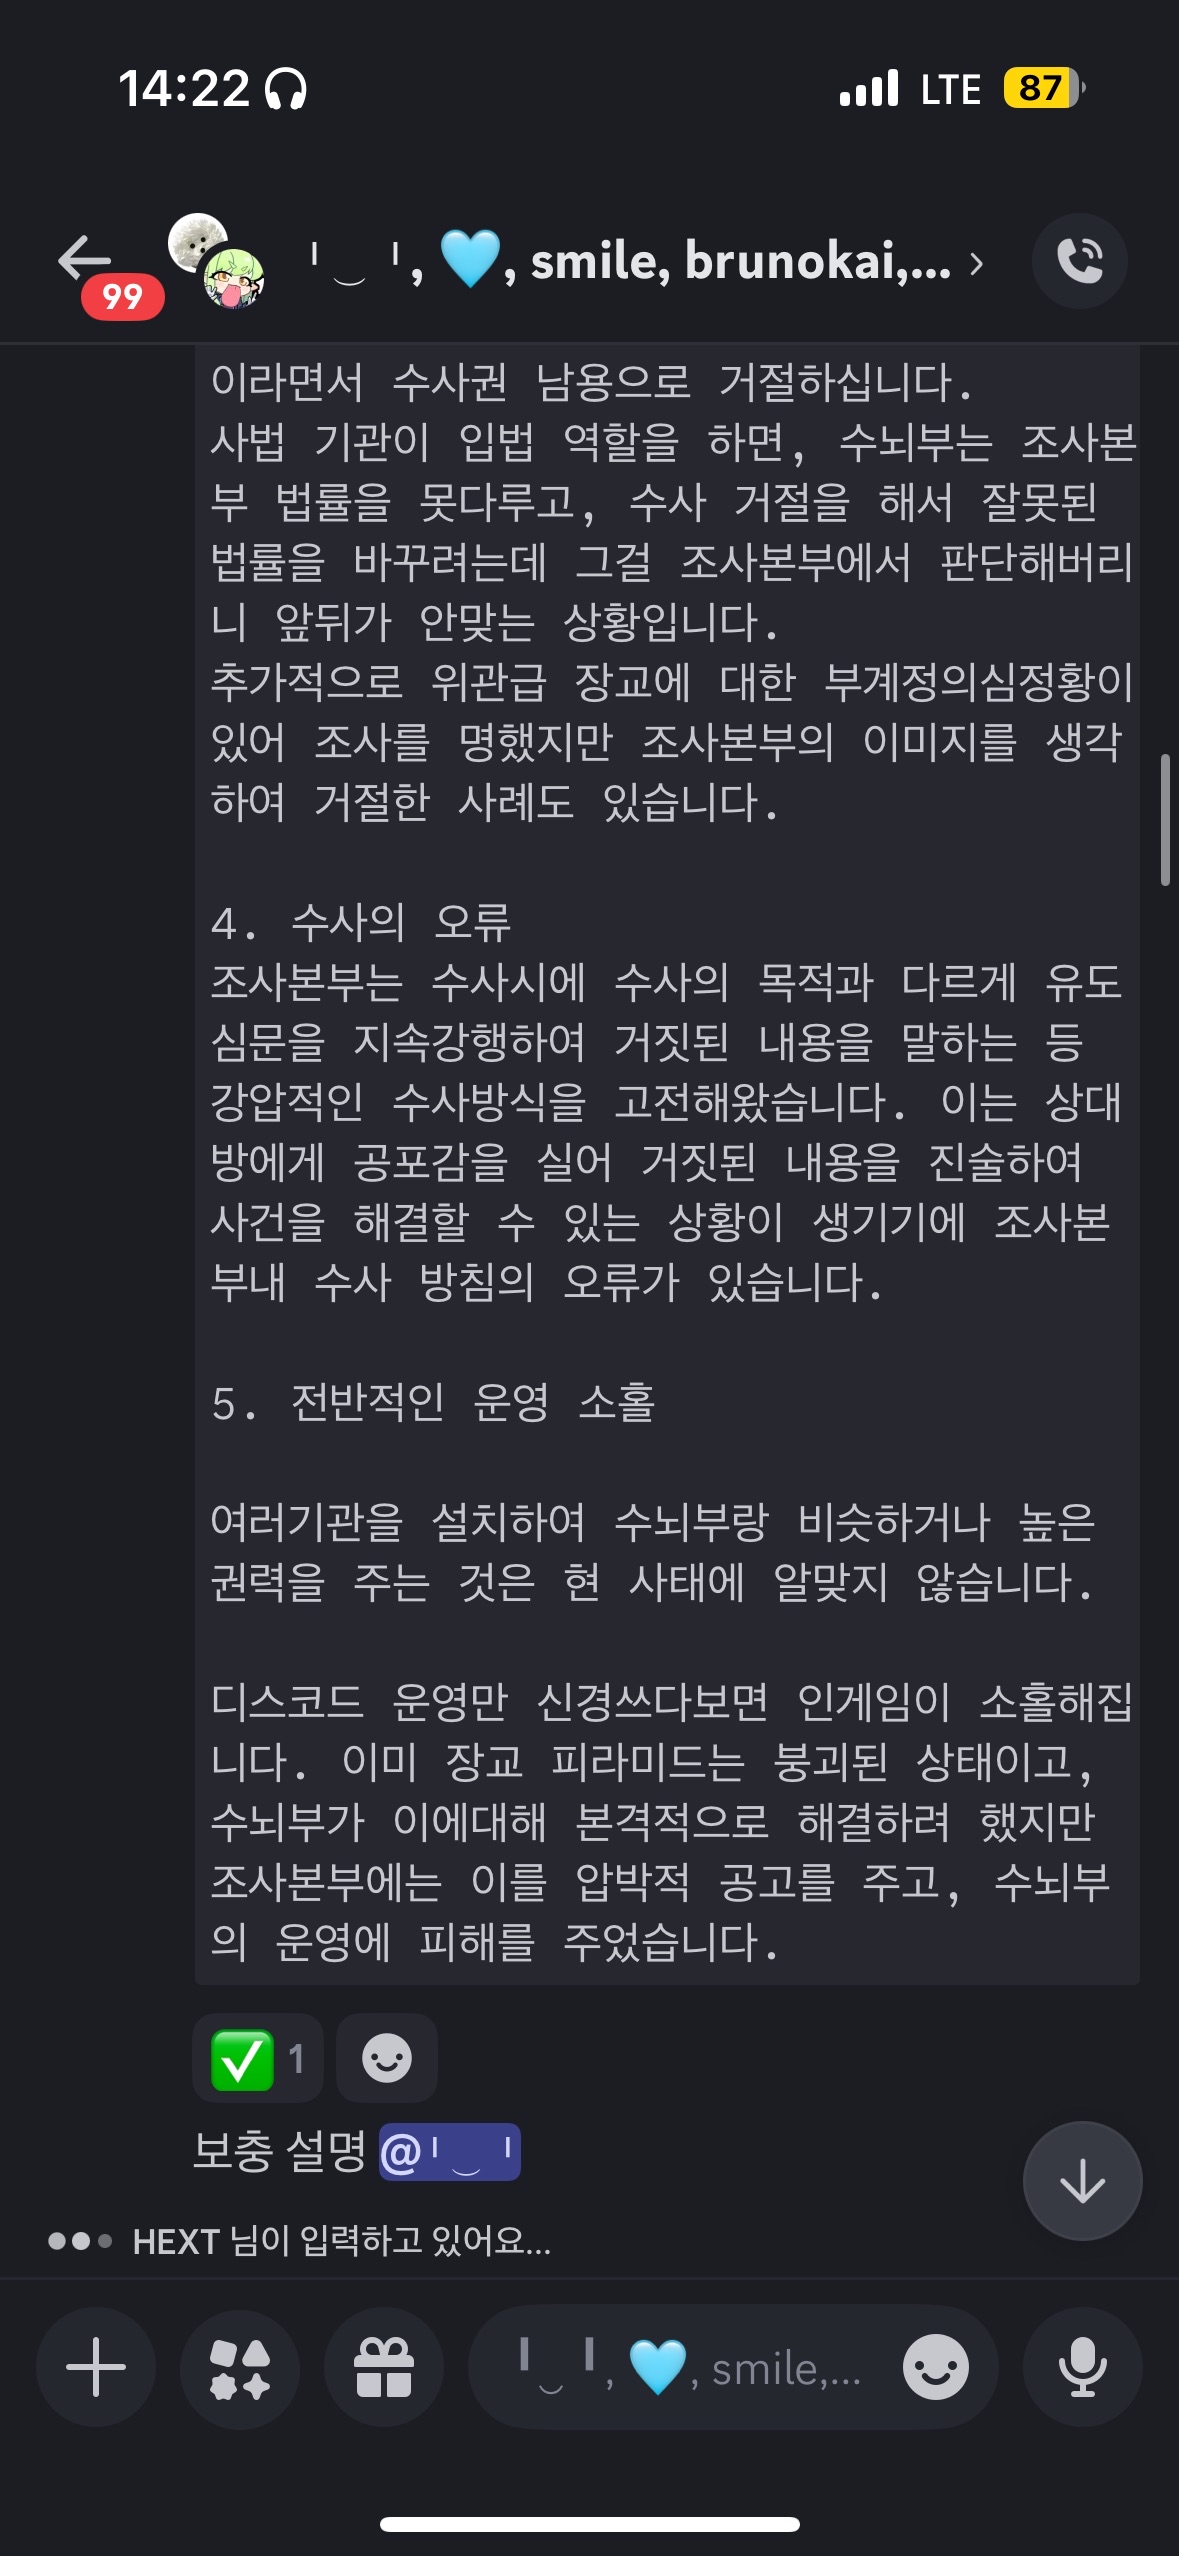 14:22
LTE
87
99
╹‿╹, 🩵, smile, brunokai,... ›
이라면서 수사권 남용으로 거절하십니다.
사법 기관이 입법 역할을 하면, 수뇌부는 조사본
부 법률을 못다루고, 수사 거절을 해서 잘못된
법률을 바꾸려는데 그걸 조사본부에서 판단해버리
니 앞뒤가 안맞는 상황입니다.
추가적으로 위관급 장교에 대한 부계정의심정황이
있어 조사를 명했지만 조사본부의 이미지를 생각
하여 거절한 사례도 있습니다.
4. 수사의 오류
조사본부는 수사시에 수사의 목적과 다르게 유도
심문을 지속강행하여 거짓된 내용을 말하는 등
강압적인 수사방식을 고전해왔습니다. 이는 상대
방에게 공포감을 실어 거짓된 내용을 진술하여
사건을 해결할 수 있는 상황이 생기기에 조사본
부내 수사 방침의 오류가 있습니다.
5. 전반적인 운영 소홀
여러기관을 설치하여 수뇌부랑 비슷하거나 높은
권력을 주는 것은 현 사태에 알맞지 않습니다.
디스코드 운영만 신경쓰다보면 인게임이 소홀해집
니다. 이미 장교 피라미드는 붕괴된 상태이고,
수뇌부가 이에대해 본격적으로 해결하려 했지만
조사본부에는 이를 압박적 공고를 주고, 수뇌부
의 운영에 피해를 주었습니다.
✅ 1
보충 설명 @╹‿╹
HEXT 님이 입력하고 있어요...
╹‿╹, 🩵, smile,...